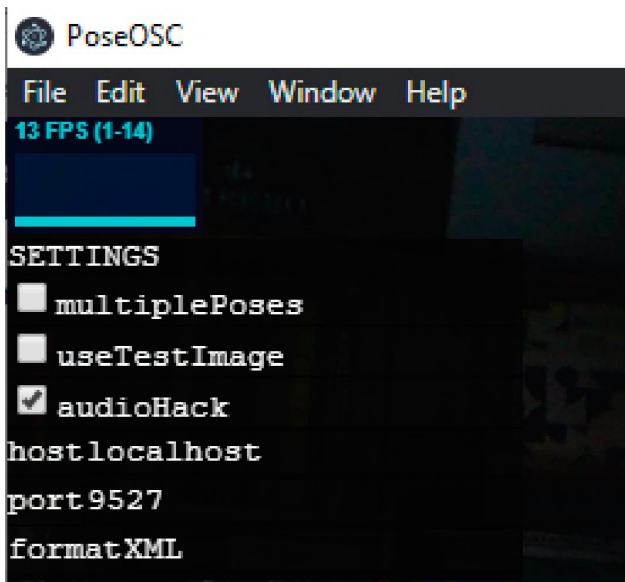 PoseOSC
File Edit View Window Help
13 FPS (1-14)
SETTINGS
multiplePoses
useTestImage
audioHack
hostlocalhost
port9527
formatXML